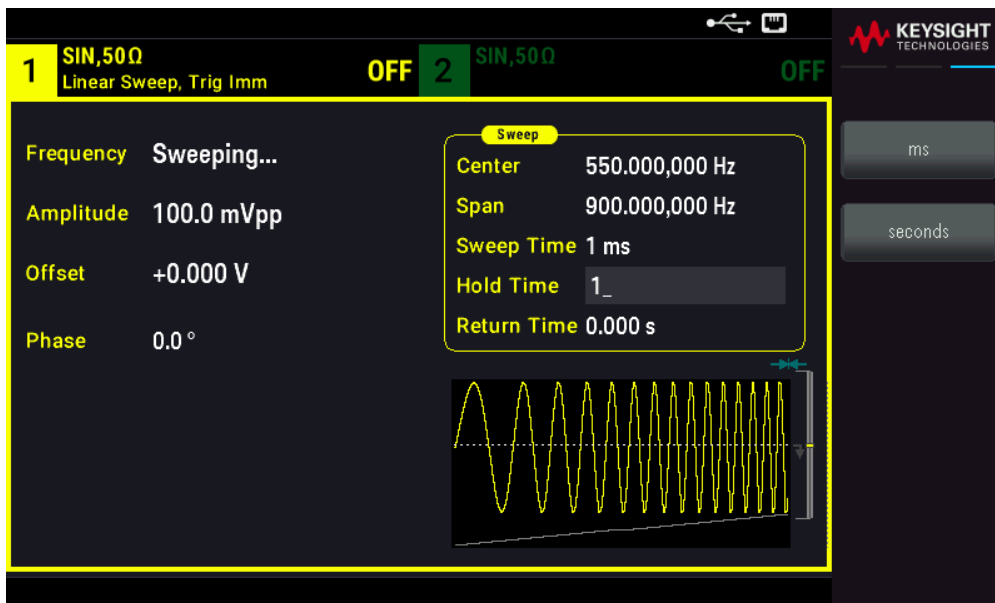 KEYSIGHT
TECHNOLOGIES
1
SIN,50Ω
Linear Sweep, Trig Imm
OFF
2
SIN,50Ω
OFF
Frequency Sweeping...
Amplitude 100.0 mVpp
Offset +0.000 V
Phase 0.0 °
Sweep
Center 550.000,000 Hz
Span 900.000,000 Hz
Sweep Time 1 ms
Hold Time 1_
Return Time 0.000 s
ms
seconds